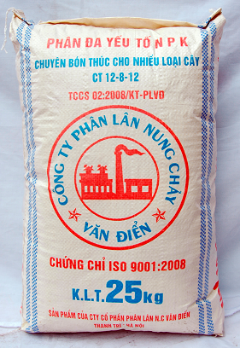 PHÂN ĐA YẾU TỐ N P K
CHUYÊN BÓN THÚC CHO NHIỀU LOẠI CÂY
CT 12-8-12
TCCS 02:2008/KT-PLVĐ
CÔNG TY PHÂN LÂN NUNG CHẢY
VĂN ĐIỂN
CHỨNG CHỈ ISO 9001:2008
K.L.T. 25kg
SẢN PHẨM CỦA CTY CỔ PHẦN PHÂN LÂN N.C VĂN ĐIỂN
THANH TRÌ - HÀ NỘI